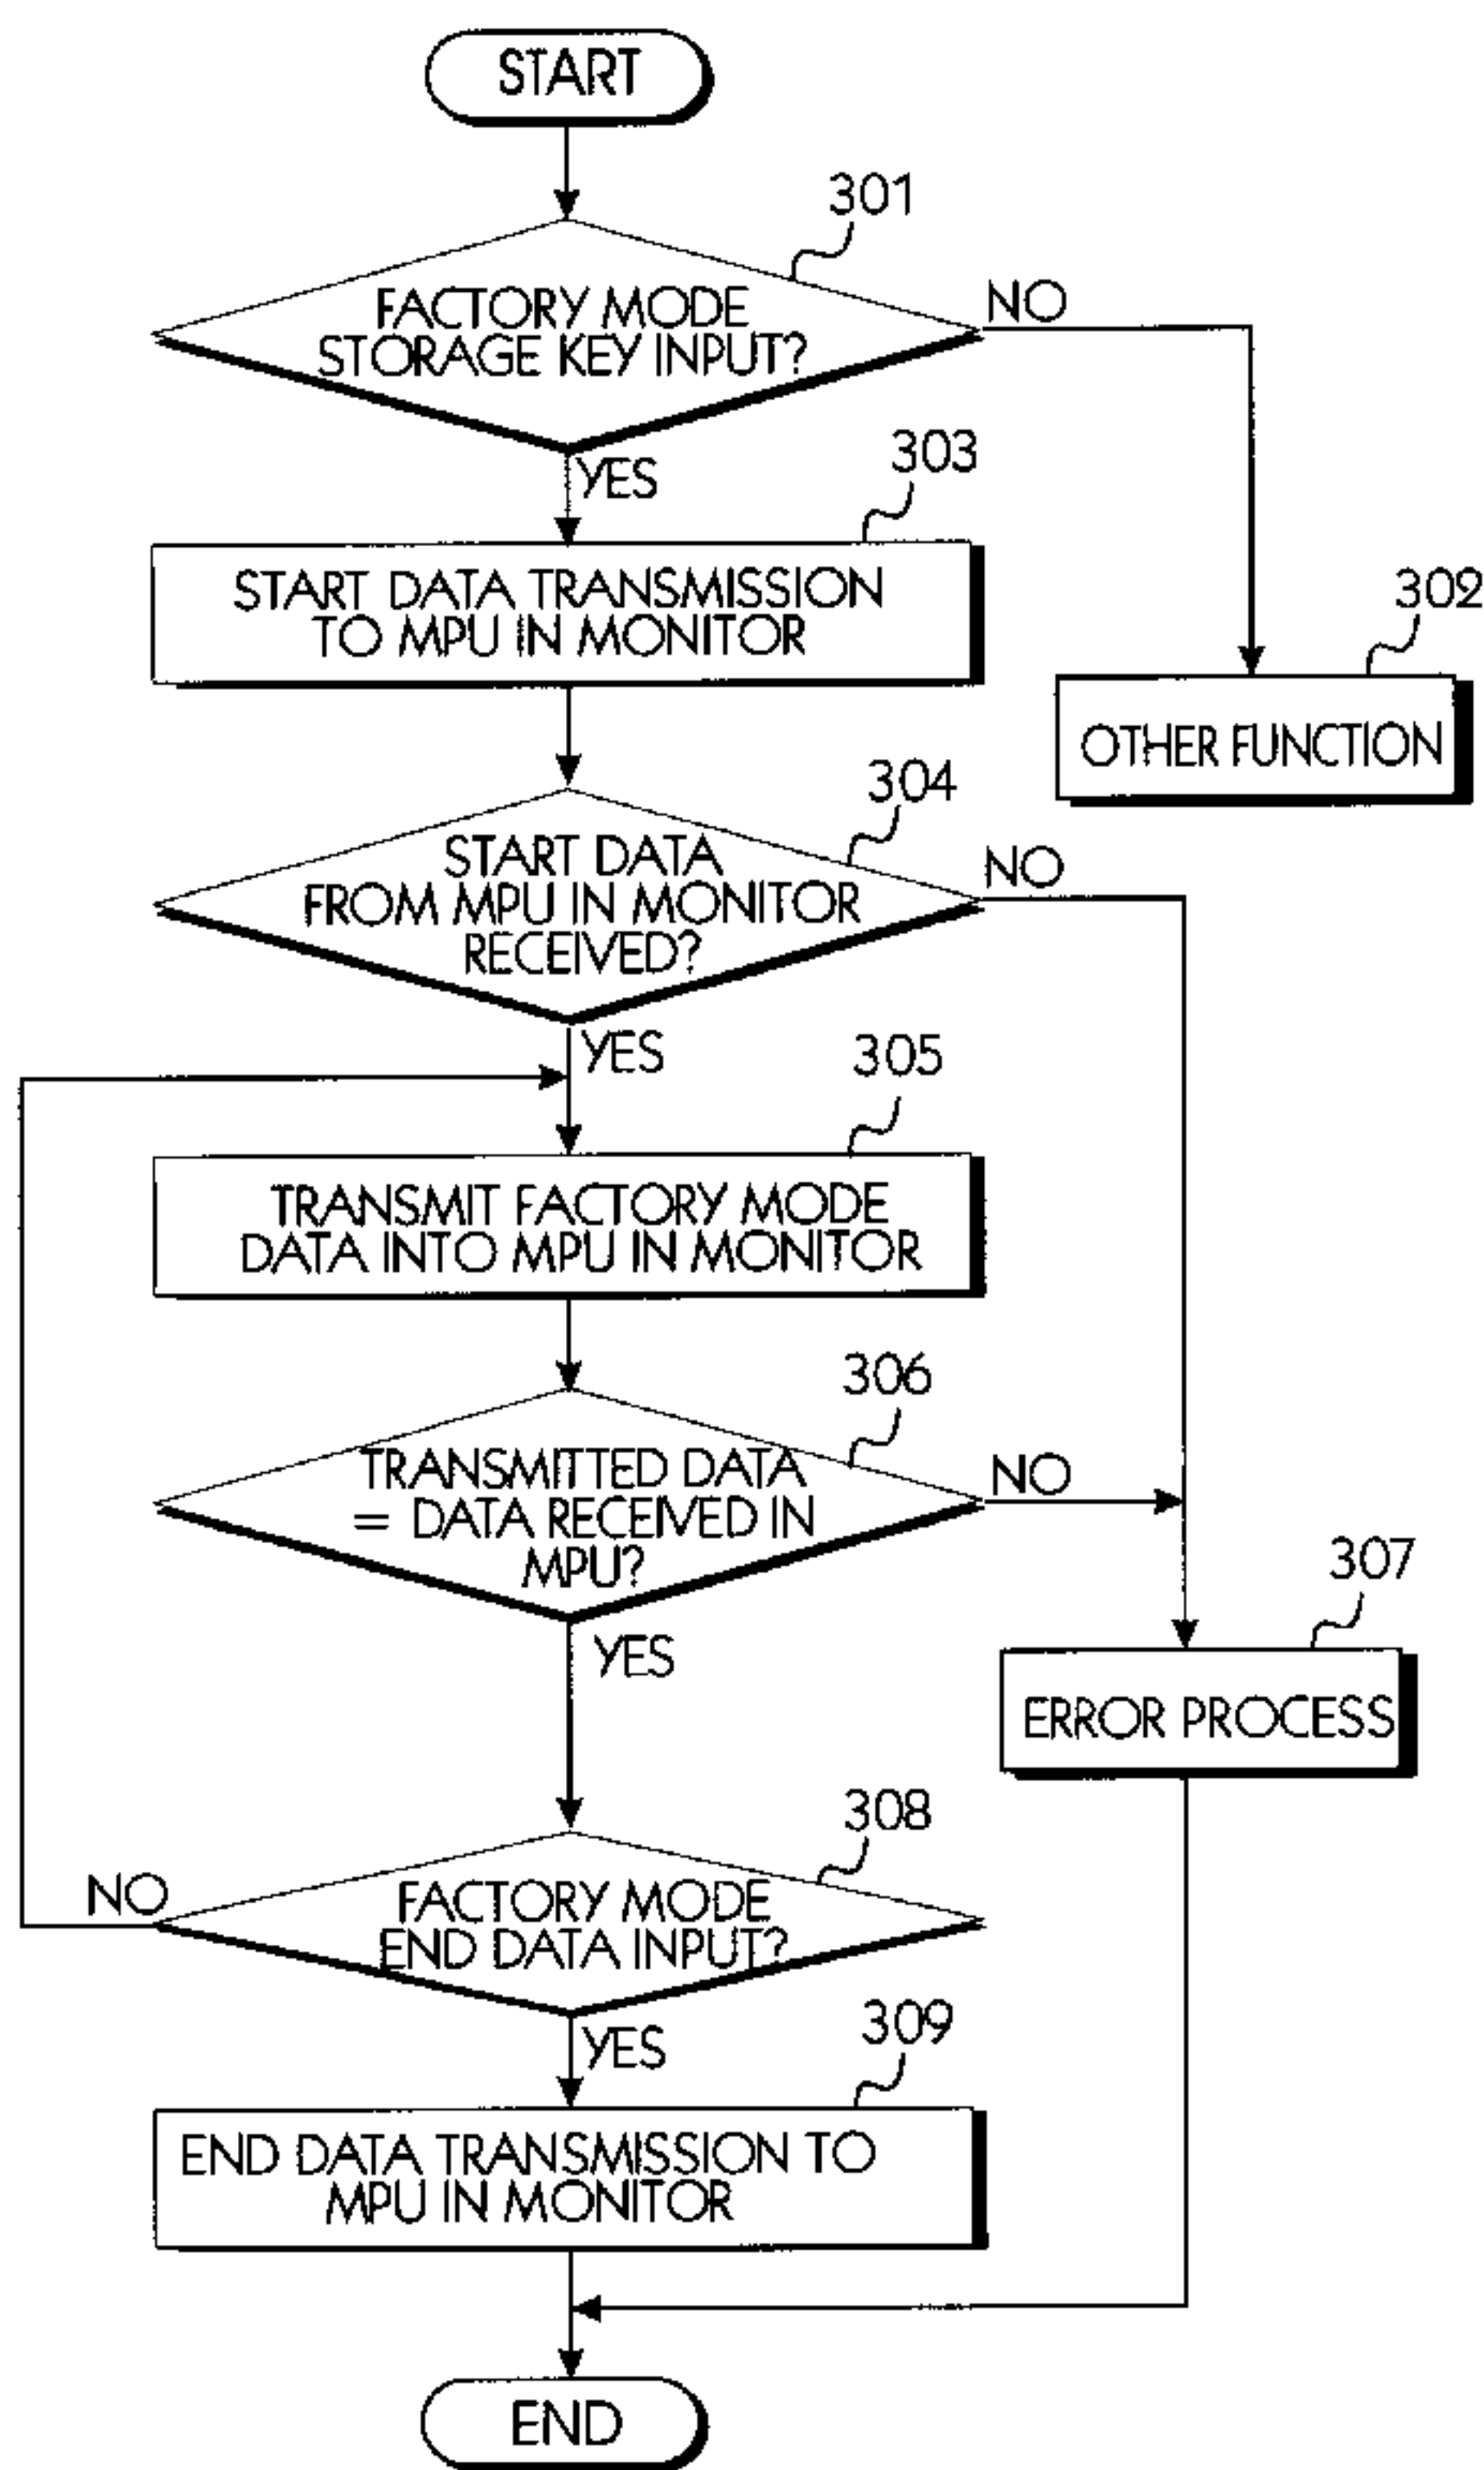 START
301
FACTORY MODE
STORAGE KEY INPUT?
NO
YES
303
START DATA TRANSMISSION
TO MPU IN MONITOR
302
OTHER FUNCTION
304
START DATA
FROM MPU IN MONITOR
RECEIVED?
NO
YES
305
TRANSMIT FACTORY MODE
DATA INTO MPU IN MONITOR
306
TRANSMITTED DATA
= DATA RECEIVED IN
MPU?
NO
YES
307
ERROR PROCESS
308
FACTORY MODE
END DATA INPUT?
NO
YES
309
END DATA TRANSMISSION TO
MPU IN MONITOR
END